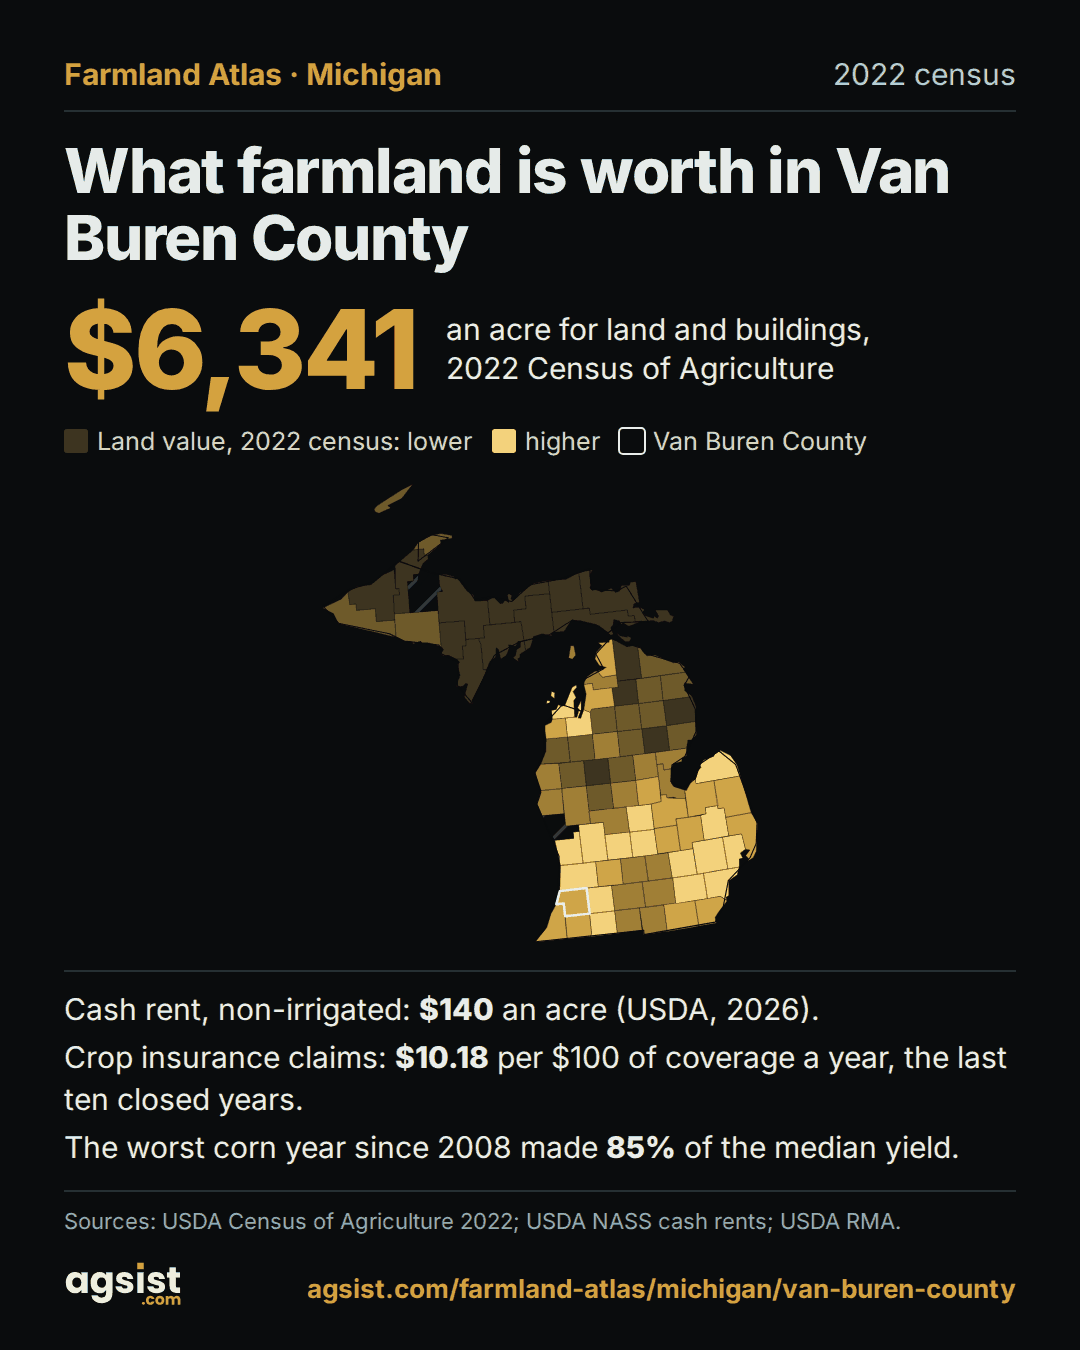 Farmland Atlas · Michigan
2022 census
What farmland is worth in Van
Buren County
$6,341
an acre for land and buildings,
2022 Census of Agriculture
Land value, 2022 census: lower
higher
Van Buren County
Cash rent, non-irrigated: $140 an acre (USDA, 2026).
Crop insurance claims: $10.18 per $100 of coverage a year, the last
ten closed years.
The worst corn year since 2008 made 85% of the median yield.
Sources: USDA Census of Agriculture 2022; USDA NASS cash rents; USDA RMA.
agsist
.com
agsist.com/farmland-atlas/michigan/van-buren-county